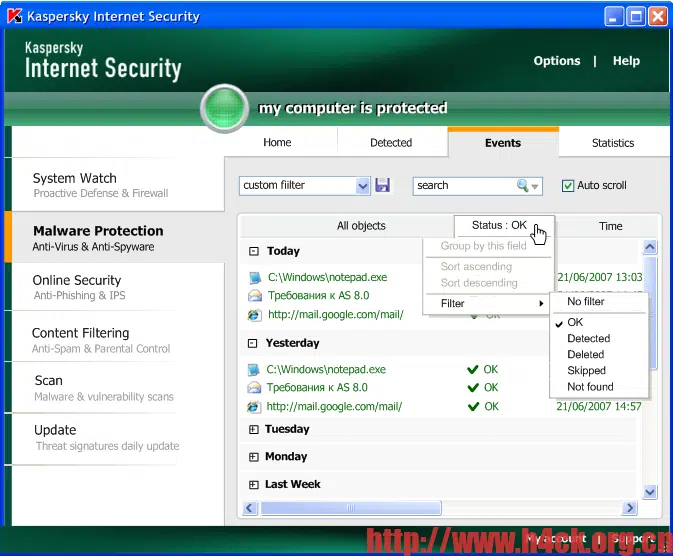 Kaspersky Internet Security
Kaspersky
Internet Security
Options | Help
my computer is protected
Home Detected Events Statistics
System Watch
Proactive Defense & Firewall
Malware Protection
Anti-Virus & Anti-Spyware
Online Security
Anti-Phishing & IPS
Content Filtering
Anti-Spam & Parental Control
Scan
Malware & vulnerability scans
Update
Threat signatures daily update
custom fiilter search Auto scroll
All objects Status : OK Time
Group by this field
Sort ascending
Sort descending
Filter
No filter
OK
Detected
Deleted
Skipped
Not found
Today
C:\Windows\notepad.exe 21/06/2007 13:03
Требования к AS 8.0
http://mail.google.com/mail/
Yesterday
C:\Windows\notepad.exe OK
Требования к AS 8.0 OK
http://mail.google.com/mail/ OK 21/06/2007 14:57
Tuesday
Monday
Last Week
My account | Support
http://www.h4ck.org.cn